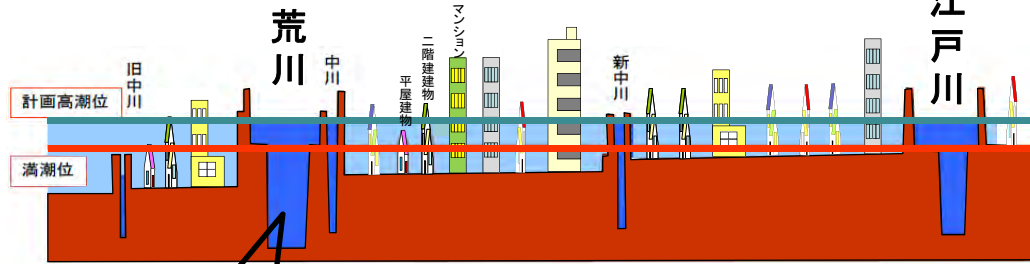 旧中川
荒川
中川
平屋建物
二階建建物
マンション
新中川
江戸川
計画高潮位
満潮位